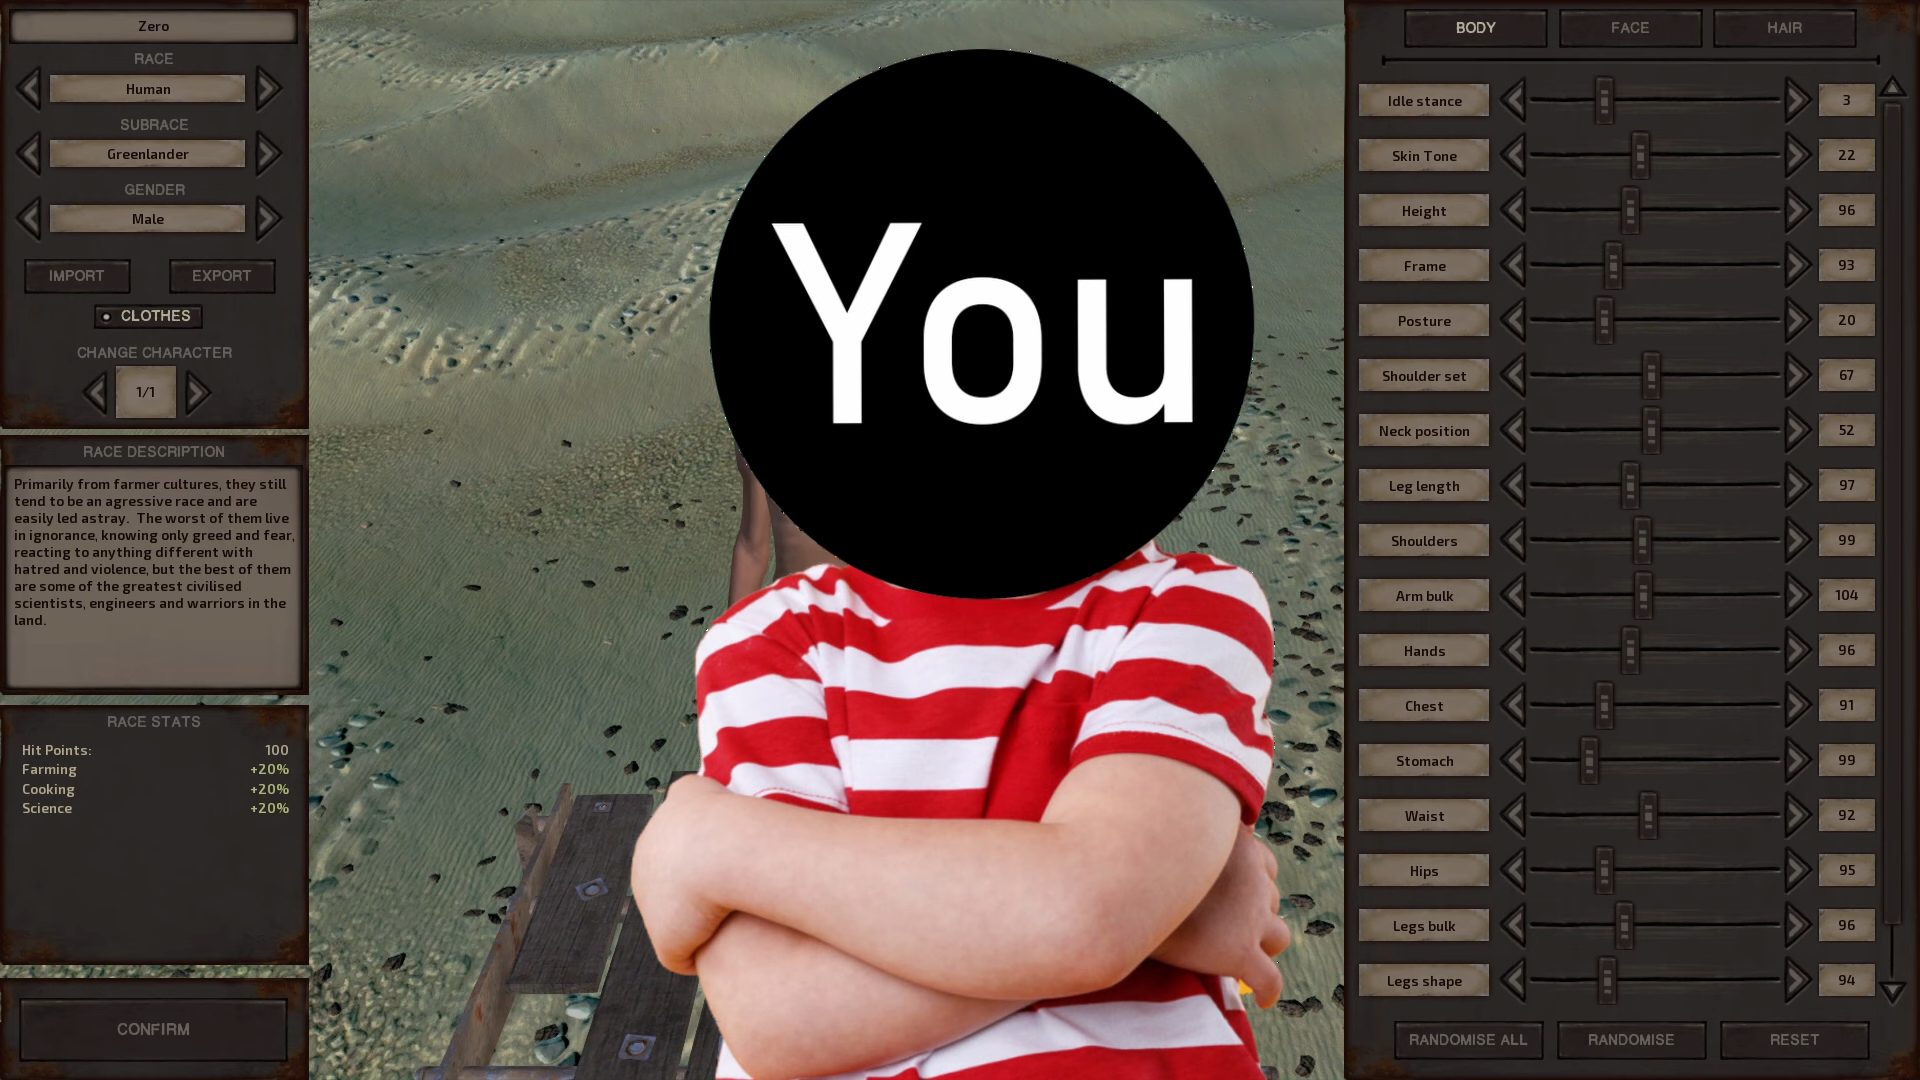 Zero
RACE
Human
SUBRACE
Greenlander
GENDER
Male
IMPORT
EXPORT
CLOTHES
CHANGE CHARACTER
1/1
RACE DESCRIPTION
Primarily from farmer cultures, they still
tend to be an agressive race and are
easily led astray. The worst of them live
in ignorance, knowing only greed and fear,
reacting to anything different with
hatred and violence, but the best of them
are some of the greatest civilised
scientists, engineers and warriors in the
land.
RACE STATS
Hit Points: 100
Farming +20%
Cooking +20%
Science +20%
CONFIRM
You
BODY
FACE
HAIR
Idle stance 3
Skin Tone 22
Height 96
Frame 93
Posture 20
Shoulder set 67
Neck position 52
Leg length 97
Shoulders 99
Arm bulk 104
Hands 96
Chest 91
Stomach 99
Waist 92
Hips 95
Legs bulk 96
Legs shape 94
RANDOMISE ALL
RANDOMISE
RESET